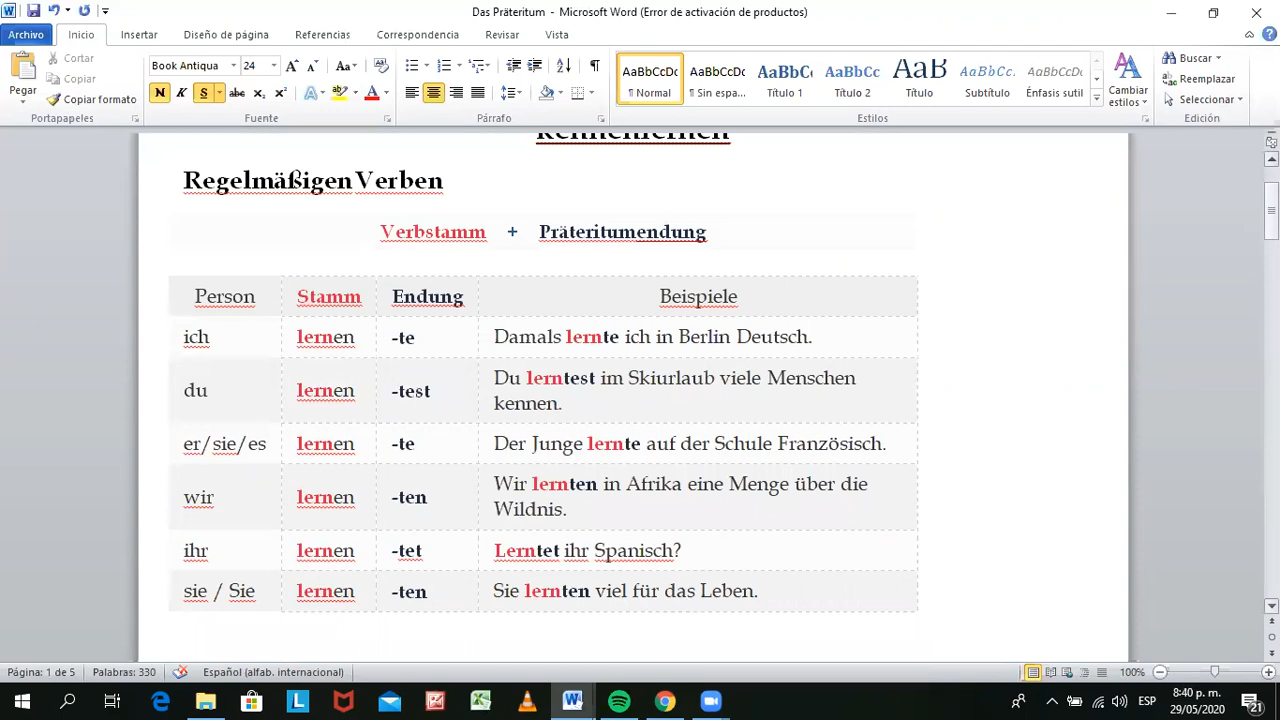 Das Präteritum - Microsoft Word (Error de activación de productos)
Archivo Inicio Insertar Diseño de página Referencias Correspondencia Revisar Vista
Pegar
Cortar
Copiar
Copiar formato
Portapapeles
Book Antiqua 24
N K S abc
Fuente
Párrafo
AaBbCcDc AaBbCcDc AaBbC AaBbCc AaB AaBbCc. AaBbCcDc
¶ Normal ¶ Sin espa... Título 1 Título 2 Título Subtítulo Énfasis sutil
Estilos
Cambiar
estilos
Buscar
Reemplazar
Seleccionar
Edición
Kennenlernen
Regelmäßigen Verben
Verbstamm + Präteritumendung
Person Stamm Endung Beispiele
ich lernen -te Damals lernte ich in Berlin Deutsch.
du lernen -test Du lerntest im Skiurlaub viele Menschen
kennen.
er/sie/es lernen -te Der Junge lernte auf der Schule Französisch.
wir lernen -ten Wir lernten in Afrika eine Menge über die
Wildnis.
ihr lernen -tet Lerntet ihr Spanisch?
sie / Sie lernen -ten Sie lernten viel für das Leben.
Página: 1 de 5 Palabras: 330 Español (alfab. internacional) 100%
ESP 8:40 p. m.
29/05/2020 21